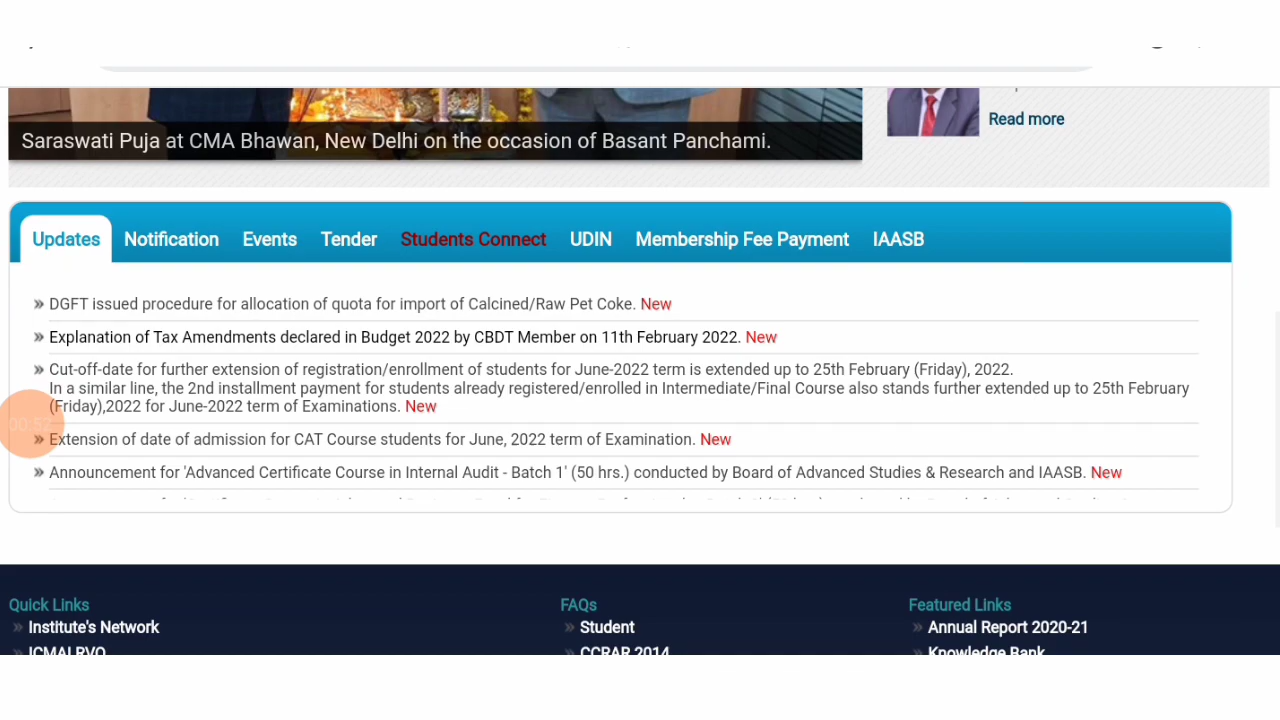 Read more
Saraswati Puja at CMA Bhawan, New Delhi on the occasion of Basant Panchami.
Updates Notification Events Tender Students Connect UDIN Membership Fee Payment IAASB
» DGFT issued procedure for allocation of quota for import of Calcined/Raw Pet Coke. New
» Explanation of Tax Amendments declared in Budget 2022 by CBDT Member on 11th February 2022. New
» Cut-off-date for further extension of registration/enrollment of students for June-2022 term is extended up to 25th February (Friday), 2022.
In a similar line, the 2nd installment payment for students already registered/enrolled in Intermediate/Final Course also stands further extended up to 25th February
(Friday),2022 for June-2022 term of Examinations. New
00:52
» Extension of date of admission for CAT Course students for June, 2022 term of Examination. New
» Announcement for 'Advanced Certificate Course in Internal Audit - Batch 1' (50 hrs.) conducted by Board of Advanced Studies & Research and IAASB. New
Quick Links FAQs Featured Links
» Institute's Network » Student » Annual Report 2020-21
» ICMAI RVO » CCRAR 2014 » Knowledge Bank